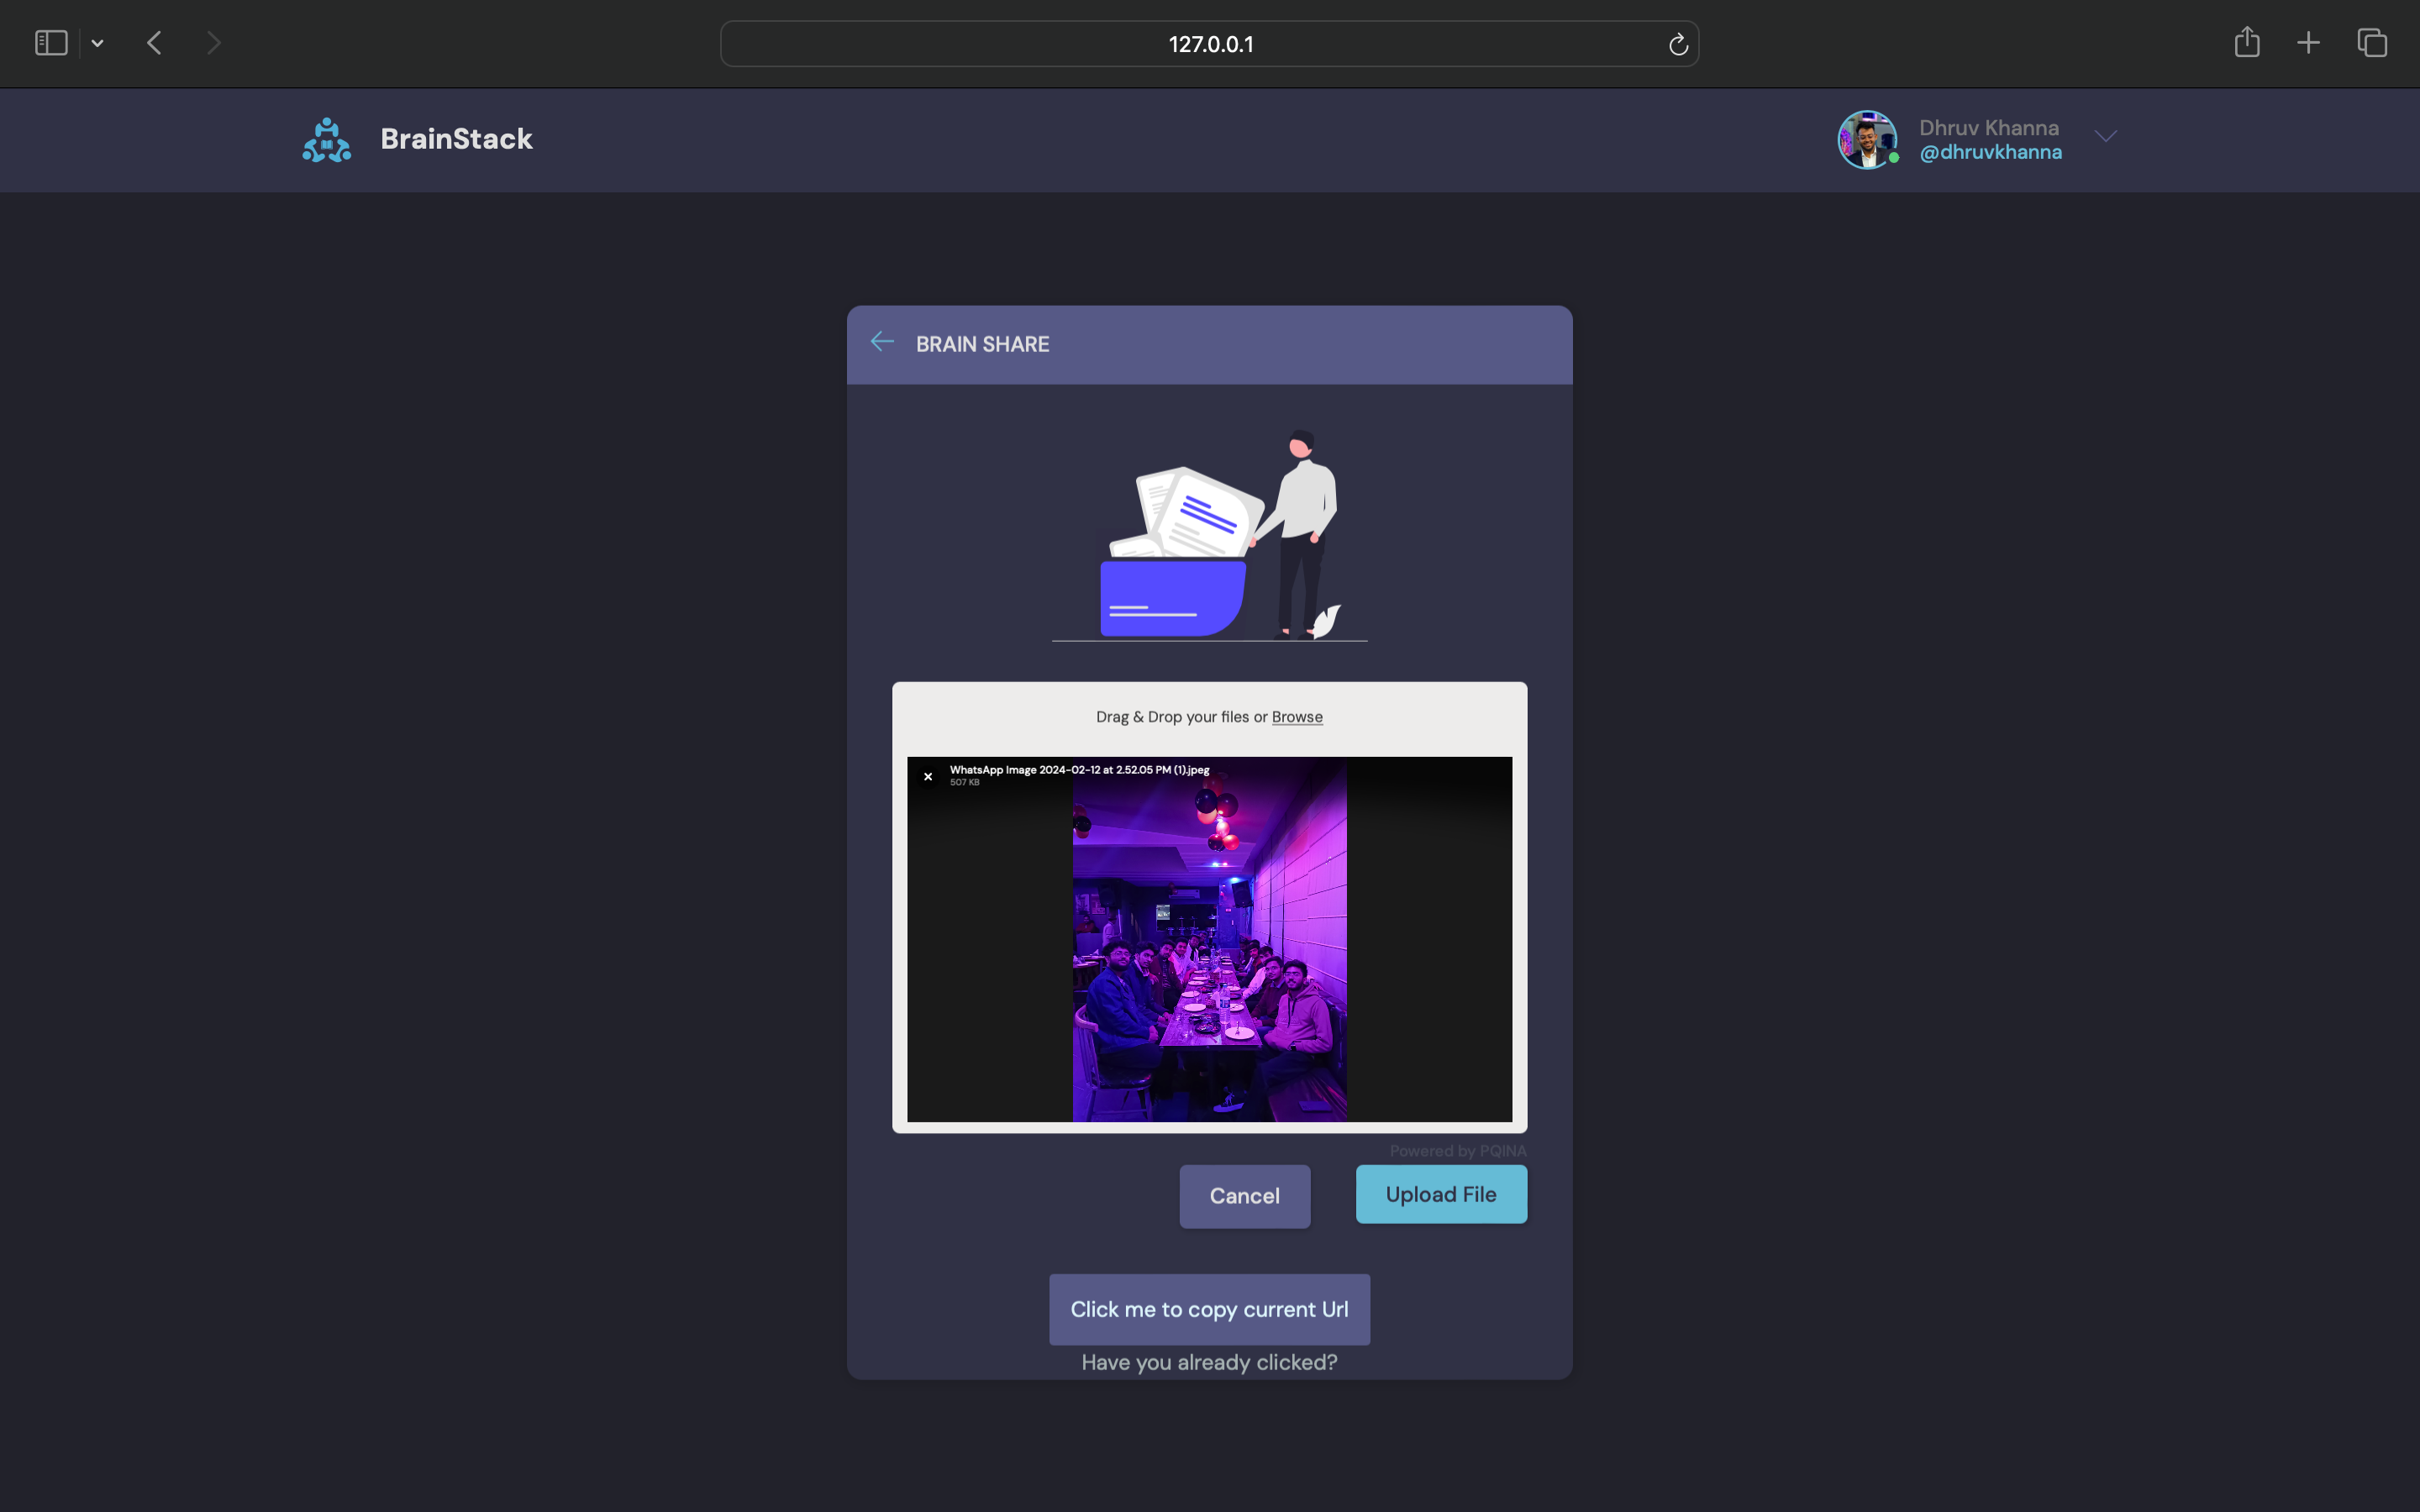 127.0.0.1
BrainStack
Dhruv Khanna
@dhruvkhanna
BRAIN SHARE
Drag & Drop your files or Browse
WhatsApp Image 2024-02-12 at 2.52.05 PM (1).jpeg
507 KB
Powered by PQINA
Cancel
Upload File
Click me to copy current Url
Have you already clicked?